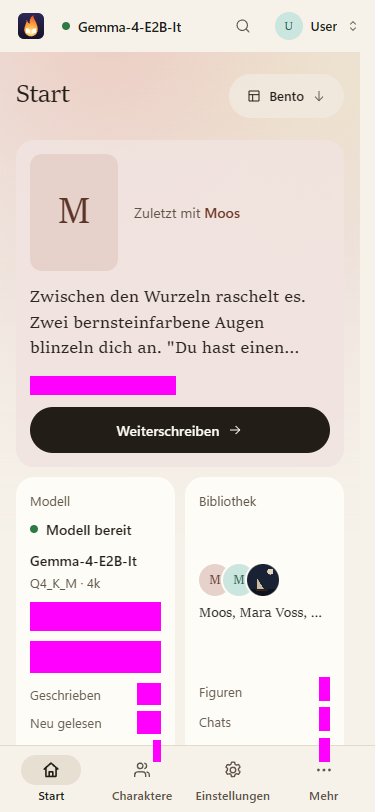 Gemma-4-E2B-It
U
User
Start
Bento
M
Zuletzt mit Moos
Zwischen den Wurzeln raschelt es.
Zwei bernsteinfarbene Augen
blinzeln dich an. "Du hast einen...
Weiterschreiben
Modell
Modell bereit
Gemma-4-E2B-It
Q4_K_M · 4k
Geschrieben
Neu gelesen
Bibliothek
M
M
Moos, Mara Voss, ...
Figuren
Chats
Start
Charaktere
Einstellungen
Mehr